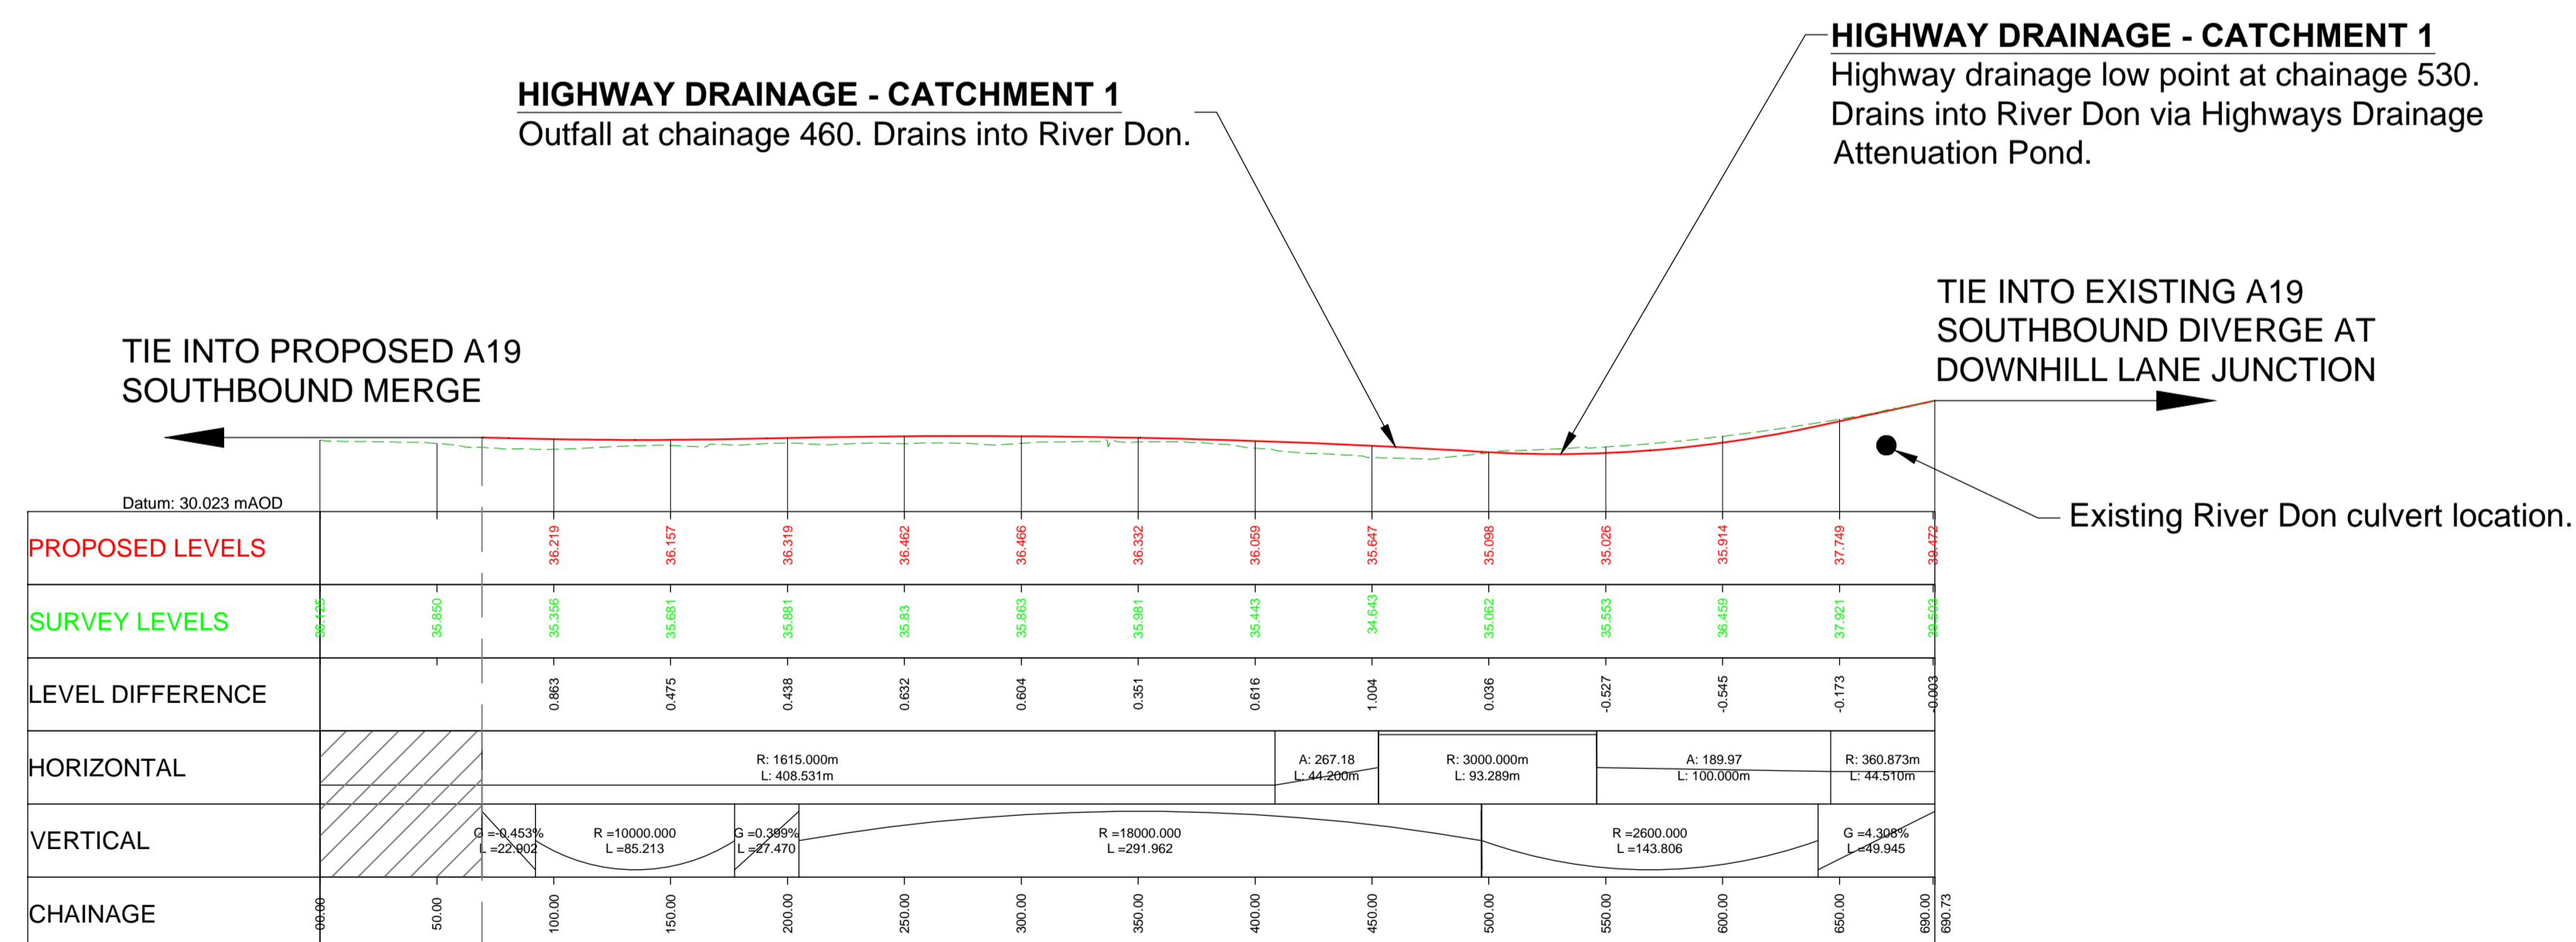 HIGHWAY DRAINAGE - CATCHMENT 1
Outfall at chainage 460. Drains into River Don.
HIGHWAY DRAINAGE - CATCHMENT 1
Highway drainage low point at chainage 530.
Drains into River Don via Highways Drainage
Attenuation Pond.
TIE INTO PROPOSED A19
SOUTHBOUND MERGE
TIE INTO EXISTING A19
SOUTHBOUND DIVERGE AT
DOWNHILL LANE JUNCTION
Existing River Don culvert location.
Datum: 30.023 mAOD
PROPOSED LEVELS 36.219 36.157 36.319 36.462 36.466 36.332 36.059 35.647 35.098 35.026 35.914 37.749 39.472
SURVEY LEVELS 36.125 35.850 35.356 35.681 35.881 35.83 35.863 35.981 35.443 34.643 35.062 35.553 36.459 37.921
LEVEL DIFFERENCE 0.863 0.475 0.438 0.632 0.604 0.351 0.616 1.004 0.036 -0.527 -0.545 -0.173 -0.003
HORIZONTAL
R: 1615.000m
L: 408.531m
A: 267.18
L: 44.200m
R: 3000.000m
L: 93.289m
A: 189.97
L: 100.000m
R: 360.873m
L: 44.510m
VERTICAL
G =-0.453%
L =22.902
R =10000.000
L =85.213
G =0.399%
L =27.470
R =18000.000
L =291.962
R =2600.000
L =143.806
G =4.308%
L =49.945
CHAINAGE 00.00 50.00 100.00 150.00 200.00 250.00 300.00 350.00 400.00 450.00 500.00 550.00 600.00 650.00 690.00 690.73